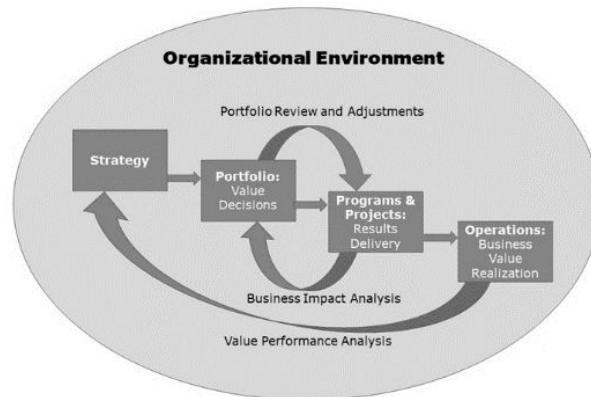 Organizational Environment
Portfolio Review and Adjustments
Strategy
Portfolio:
Value
Decisions
Programs &
Projects:
Results
Delivery
Operations:
Business
Value
Realization
Business Impact Analysis
Value Performance Analysis